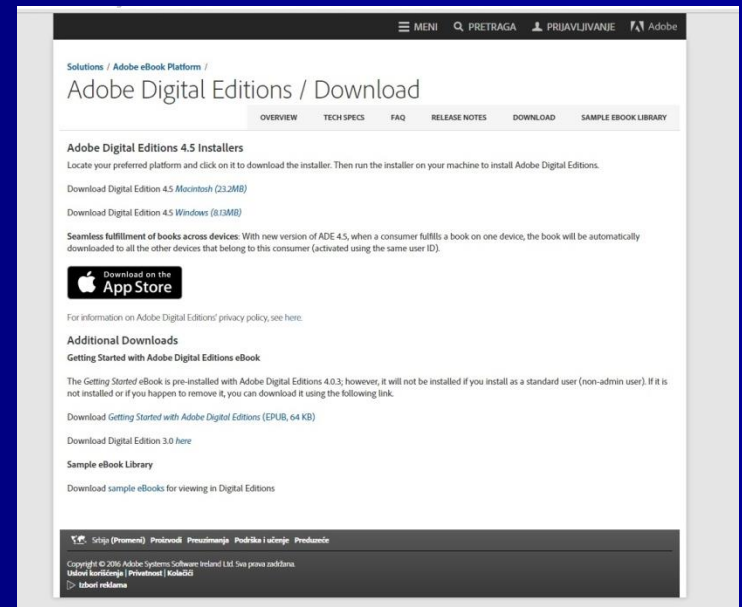 MENI PRETRAGA PRIJAVLJIVANJE Adobe
Solutions / Adobe eBook Platform /
Adobe Digital Editions / Download
OVERVIEW TECH SPECS FAQ RELEASE NOTES DOWNLOAD SAMPLE EBOOK LIBRARY
Adobe Digital Editions 4.5 Installers
Locate your preferred platform and click on it to download the installer. Then run the installer on your machine to install Adobe Digital Editions.
Download Digital Edition 4.5 Macintosh (23.2MB)
Download Digital Edition 4.5 Windows (8.13MB)
Seamless fulfillment of books across devices: With new version of ADE 4.5, when a consumer fulfills a book on one device, the book will be automatically
downloaded to all the other devices that belong to this consumer (activated using the same user ID).
Download on the
App Store
For information on Adobe Digital Editions' privacy policy, see here.
Additional Downloads
Getting Started with Adobe Digital Editions eBook
The Getting Started eBook is pre-installed with Adobe Digital Editions 4.0.3; however, it will not be installed if you install as a standard user (non-admin user). If it is
not installed or if you happen to remove it, you can download it using the following link.
Download Getting Started with Adobe Digital Editions (EPUB, 64 KB)
Download Digital Edition 3.0 here
Sample eBook Library
Download sample eBooks for viewing in Digital Editions
Srbija (Promeni) Proizvodi Preuzimanja Podrška i učenje Preduzeće
Copyright © 2016 Adobe Systems Software Ireland Ltd. Sva prava zadržana.
Uslovi korišćenja | Privatnost | Kolačići
Izbori reklama